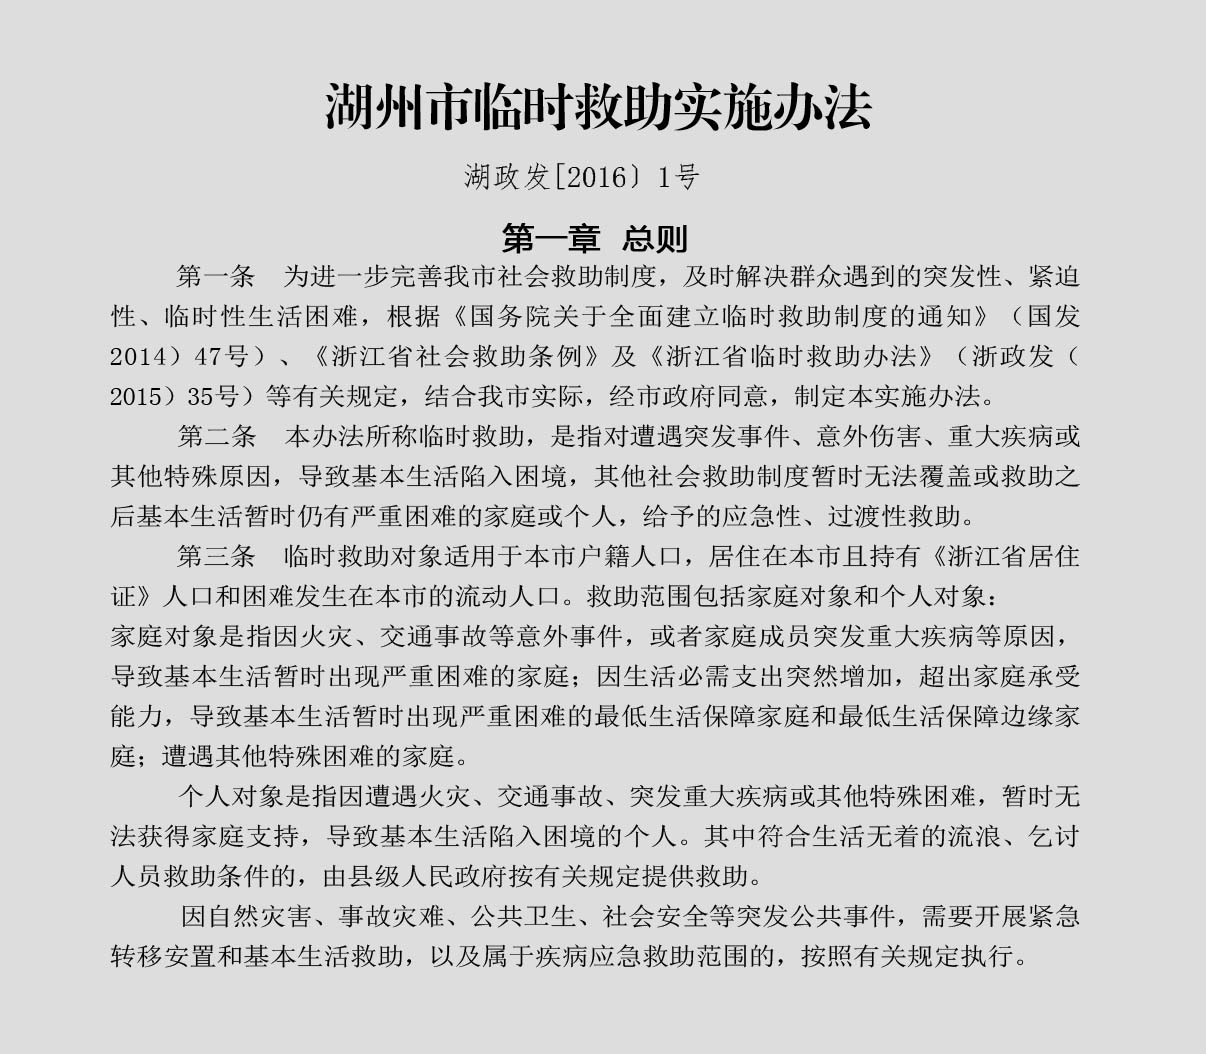 湖州市临时救助实施办法
湖政发[2016〕1号
第一章 总则
第一条 为进一步完善我市社会救助制度，及时解决群众遇到的突发性、紧迫
性、临时性生活困难，根据《国务院关于全面建立临时救助制度的通知》（国发
2014）47号）、《浙江省社会救助条例》及《浙江省临时救助办法》（浙政发（
2015）35号）等有关规定，结合我市实际，经市政府同意，制定本实施办法。
第二条 本办法所称临时救助，是指对遭遇突发事件、意外伤害、重大疾病或
其他特殊原因，导致基本生活陷入困境，其他社会救助制度暂时无法覆盖或救助之
后基本生活暂时仍有严重困难的家庭或个人，给予的应急性、过渡性救助。
第三条 临时救助对象适用于本市户籍人口，居住在本市且持有《浙江省居住
证》人口和困难发生在本市的流动人口。救助范围包括家庭对象和个人对象：
家庭对象是指因火灾、交通事故等意外事件，或者家庭成员突发重大疾病等原因，
导致基本生活暂时出现严重困难的家庭；因生活必需支出突然增加，超出家庭承受
能力，导致基本生活暂时出现严重困难的最低生活保障家庭和最低生活保障边缘家
庭；遭遇其他特殊困难的家庭。
个人对象是指因遭遇火灾、交通事故、突发重大疾病或其他特殊困难，暂时无
法获得家庭支持，导致基本生活陷入困境的个人。其中符合生活无着的流浪、乞讨
人员救助条件的，由县级人民政府按有关规定提供救助。
因自然灾害、事故灾难、公共卫生、社会安全等突发公共事件，需要开展紧急
转移安置和基本生活救助，以及属于疾病应急救助范围的，按照有关规定执行。